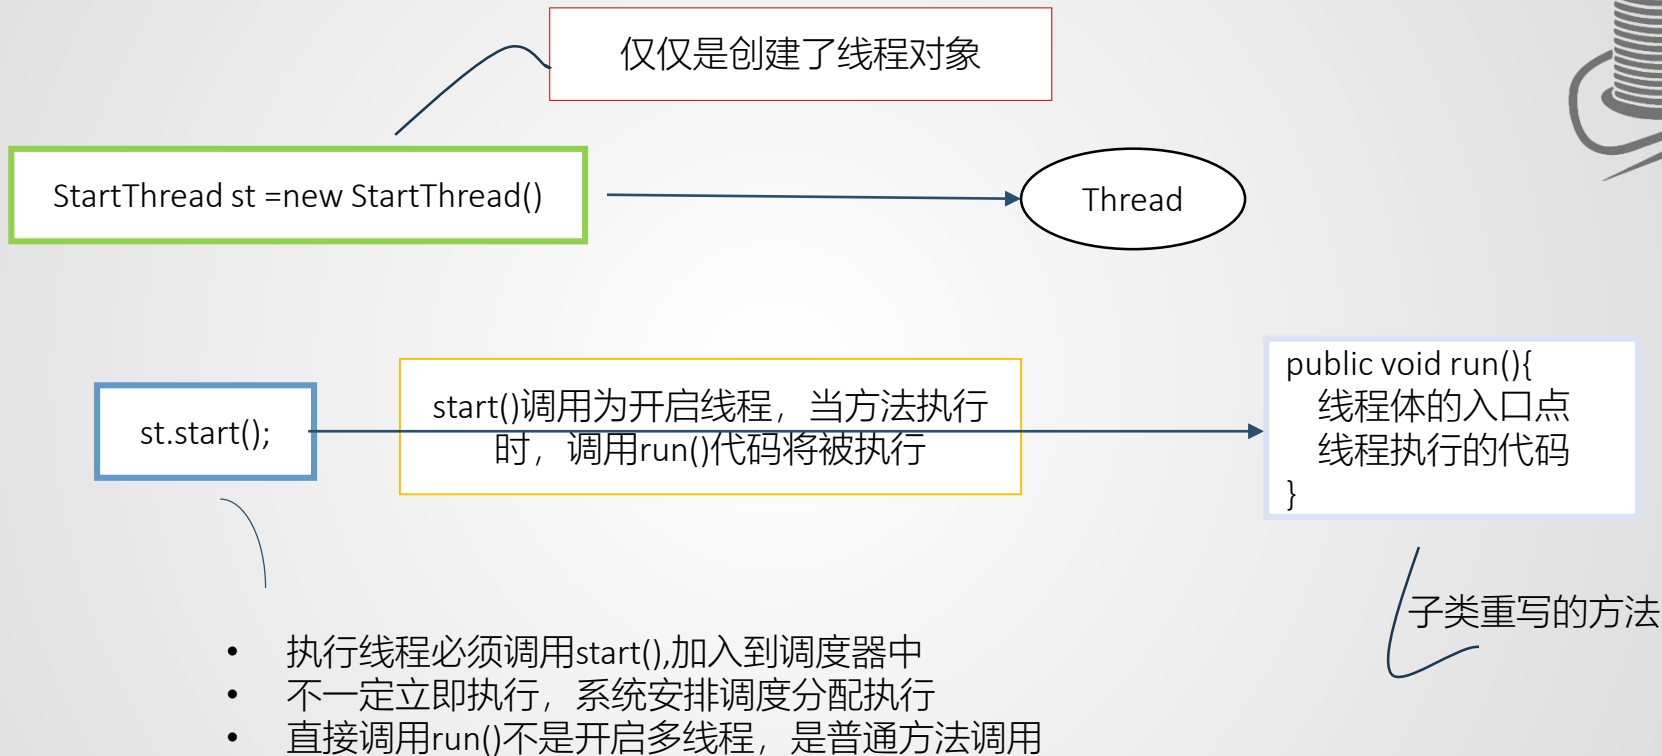 仅仅是创建了线程对象
StartThread st =new StartThread()
Thread
st.start();
start()调用为开启线程，当方法执行
时，调用run()代码将被执行
public void run(){
线程体的入口点
线程执行的代码
}
子类重写的方法
• 执行线程必须调用start(),加入到调度器中
• 不一定立即执行，系统安排调度分配执行
• 直接调用run()不是开启多线程，是普通方法调用